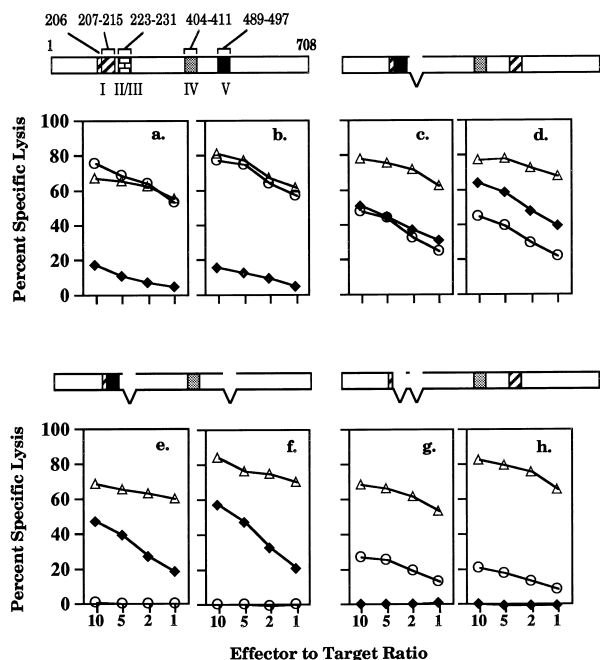 206 207-215 223-231 404-411 489-497
1 708
I II/III IV V
Percent Specific Lysis
100
80
60
40
20
0
a. b. c. d.
Percent Specific Lysis
100
80
60
40
20
0
e. f. g. h.
10 5 2 1 10 5 2 1 10 5 2 1 10 5 2 1
Effector to Target Ratio